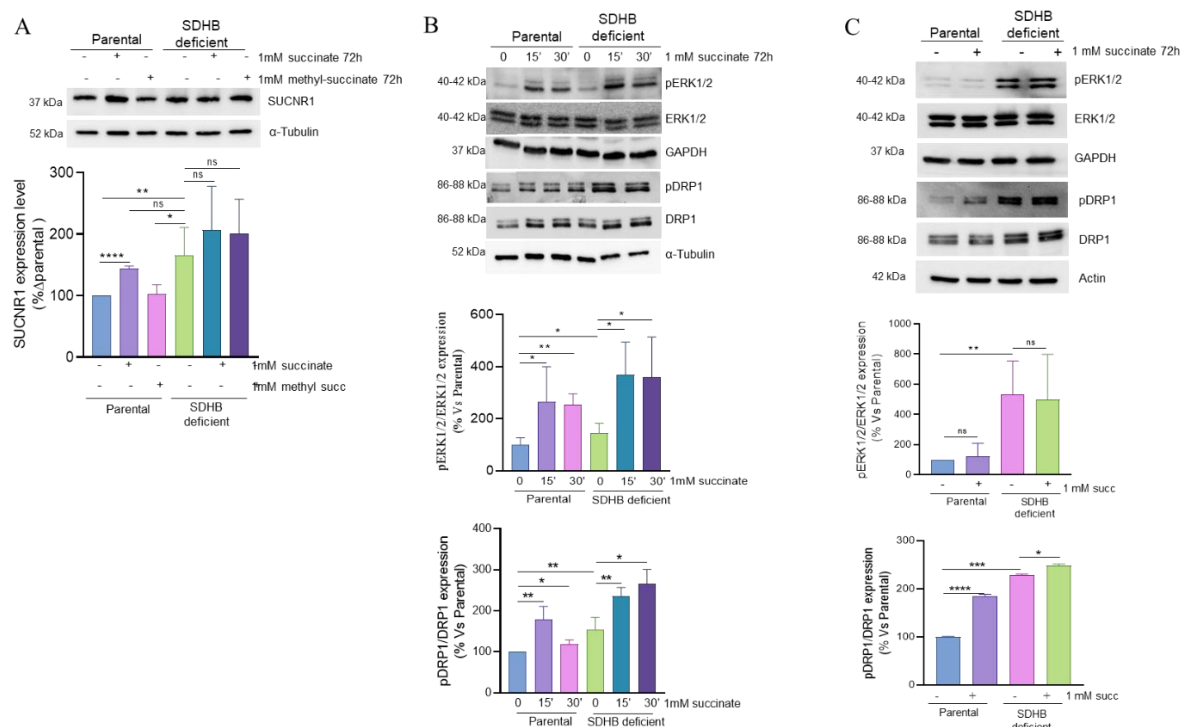 A
Parental
SDHB
deficient
- + - - + - 1mM succinate 72h
- - + - - + 1mM methyl-succinate 72h
37 kDa SUCNR1
52 kDa α-Tubulin
SUCNR1 expression level
(%Δparental)
300
200
100
0
ns
** ns
ns
*
****
- + - - + - 1mM succinate
- - + - - + 1mM methyl succ
Parental SDHB
deficient
B
Parental
SDHB
deficient
0 15' 30' 0 15' 30' 1 mM succinate 72h
40-42 kDa pERK1/2
40-42 kDa ERK1/2
37 kDa GAPDH
86-88 kDa pDRP1
86-88 kDa DRP1
52 kDa α-Tubulin
pERK1/2/ERK1/2 expression
(% Vs Parental)
600
400
200
0
* *
* **
*
0 15' 30' 0 15' 30' 1mM succinate
Parental SDHB deficient
pDRP1/DRP1 expression
(% Vs Parental)
400
300
200
100
0
** *
* **
**
0 15' 30' 0 15' 30' 1mM succinate
Parental SDHB deficient
C
Parental
SDHB
deficient
- + - + 1 mM succinate 72h
40-42 kDa pERK1/2
40-42 kDa ERK1/2
37 kDa GAPDH
86-88 kDa pDRP1
86-88 kDa DRP1
42 kDa Actin
pERK1/2/ERK1/2 expression
(% Vs Parental)
1000
800
600
400
200
0
** ns
ns
- + - + 1 mM succ
Parental SDHB
deficient
pDRP1/DRP1 expression
(% Vs Parental)
300
200
100
0
*
***
****
- + - + 1 mM succ
Parental SDHB
deficient